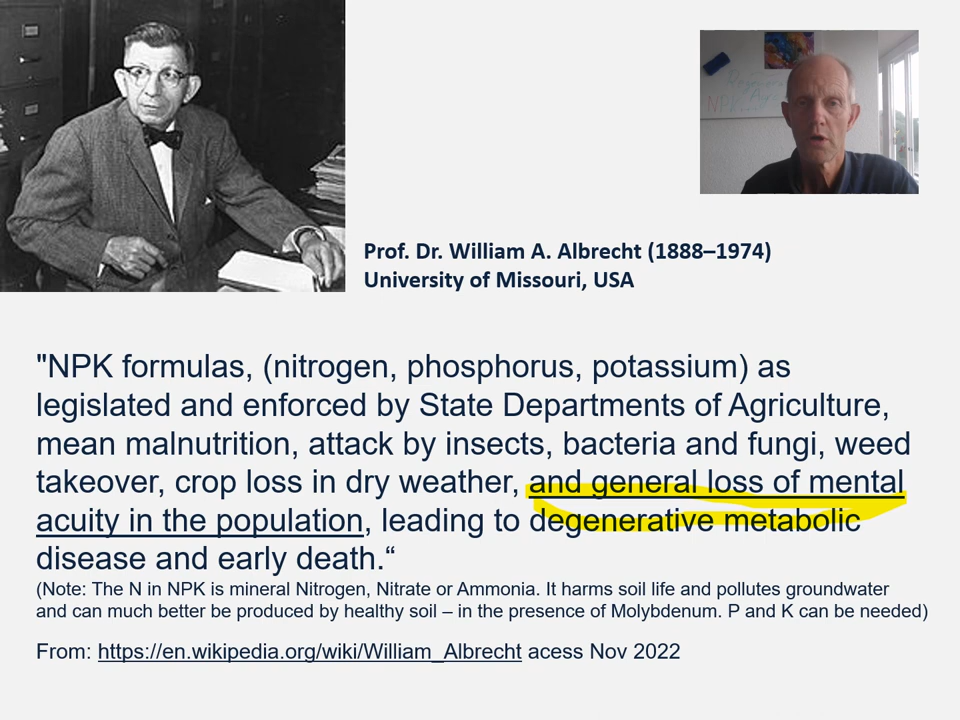 Prof. Dr. William A. Albrecht (1888–1974)
University of Missouri, USA
"NPK formulas, (nitrogen, phosphorus, potassium) as
legislated and enforced by State Departments of Agriculture,
mean malnutrition, attack by insects, bacteria and fungi, weed
takeover, crop loss in dry weather, and general loss of mental
acuity in the population, leading to degenerative metabolic
disease and early death.“
(Note: The N in NPK is mineral Nitrogen, Nitrate or Ammonia. It harms soil life and pollutes groundwater
and can much better be produced by healthy soil – in the presence of Molybdenum. P and K can be needed)
From: https://en.wikipedia.org/wiki/William_Albrecht acess Nov 2022